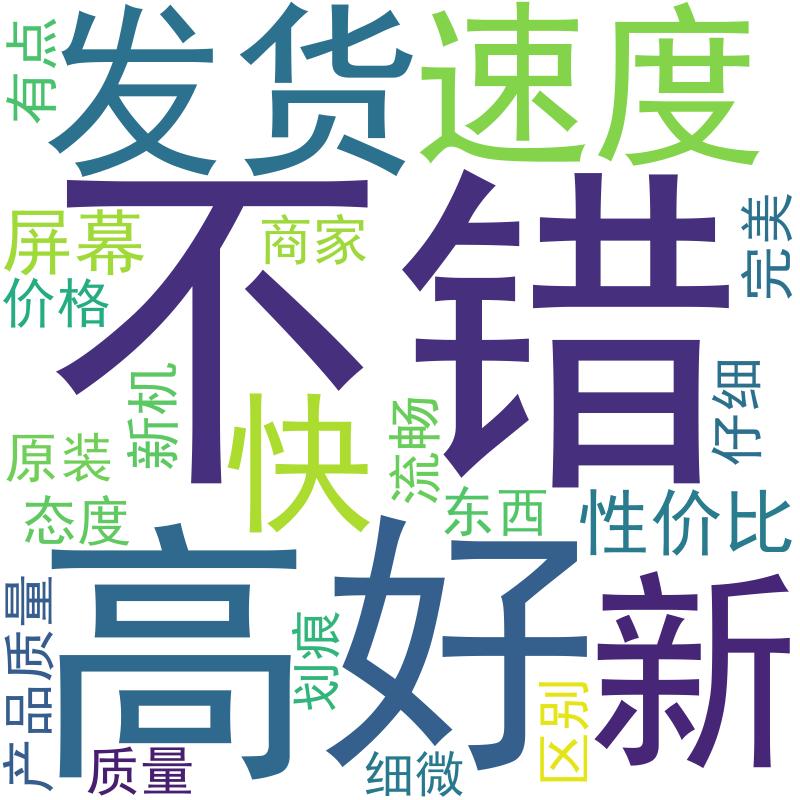 有点
发货
速度
不错
屏幕
商家
完美
价格
新机
快
流畅
仔细
原装
态度
东西
性价比
高
好
新
产品质量
划痕
区别
质量
细微